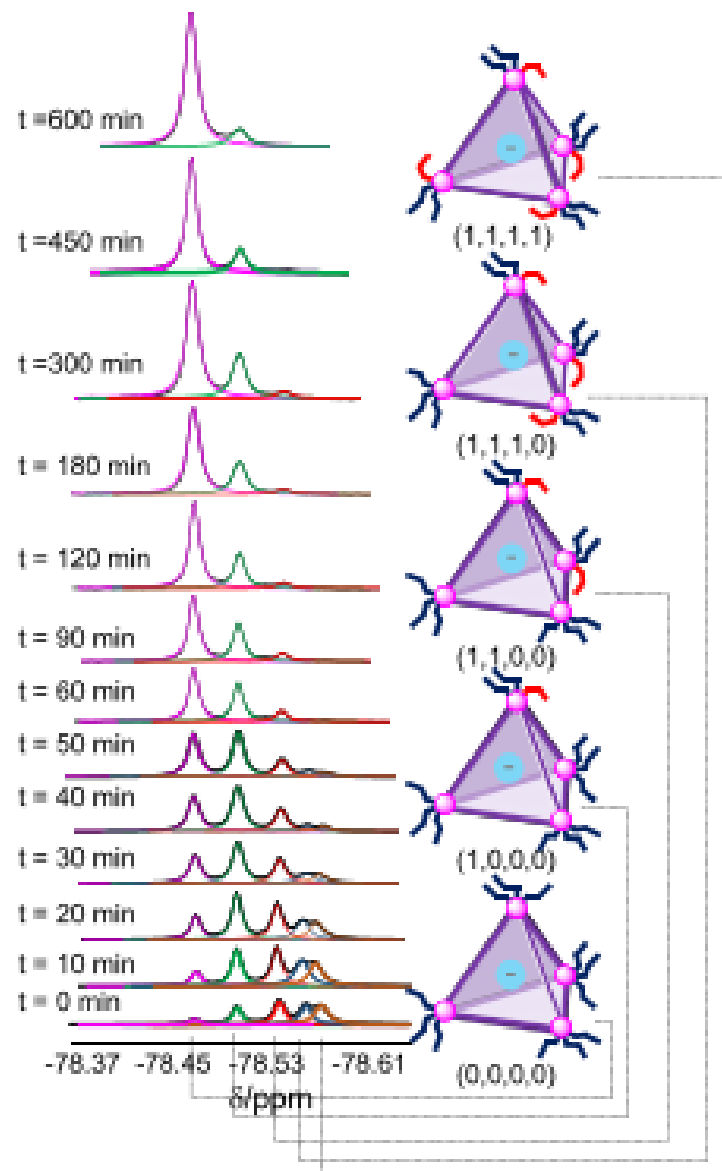 t =600 min
(1,1,1,1)
t =450 min
t =300 min
(1,1,1,0)
t = 180 min
t = 120 min
(1,1,0,0)
t = 90 min
t = 60 min
t = 50 min
t = 40 min
(1,0,0,0)
t = 30 min
t = 20 min
t = 10 min
t = 0 min
(0,0,0,0)
-78.37 -78.45 -78.53 -78.61
δ/ppm